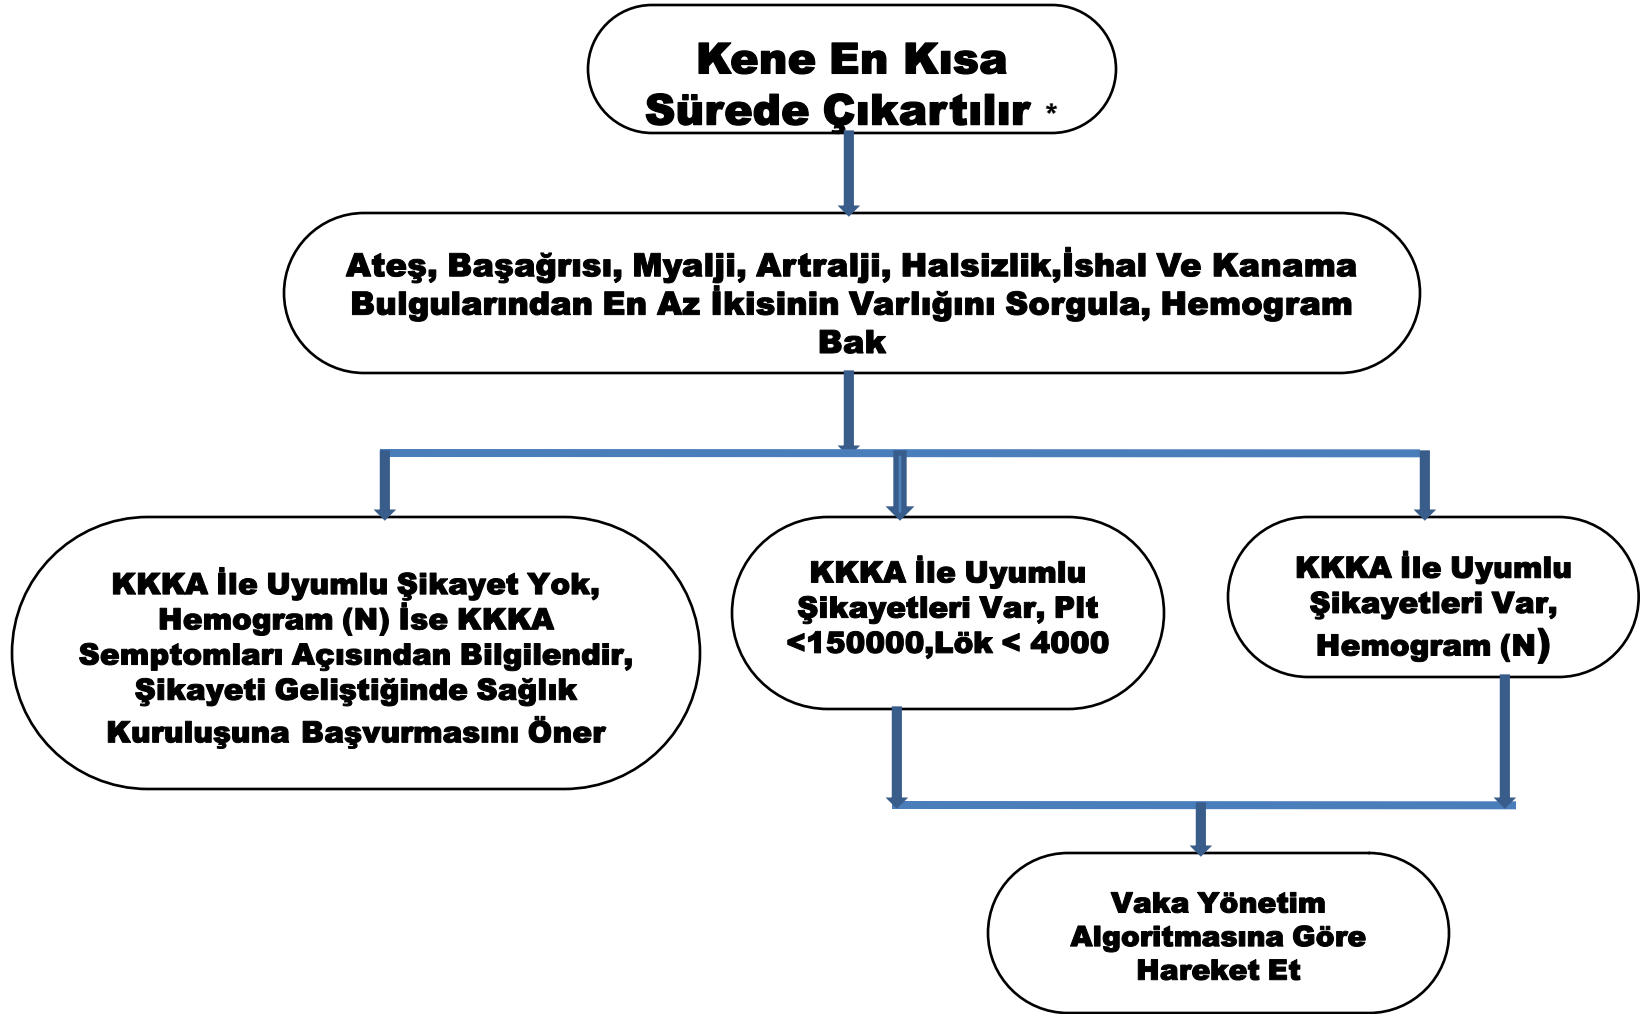 Kene En Kısa
Sürede Çıkartılır *
Ateş, Başağrısı, Myalji, Artralji, Halsizlik,İshal Ve Kanama
Bulgularından En Az İkisinin Varlığını Sorgula, Hemogram
Bak
KKKA İle Uyumlu Şikayet Yok,
Hemogram (N) İse KKKA
Semptomları Açısından Bilgilendir,
Şikayeti Geliştiğinde Sağlık
Kuruluşuna Başvurmasını Öner
KKKA İle Uyumlu
Şikayetleri Var, Plt
<150000,Lök < 4000
KKKA İle Uyumlu
Şikayetleri Var,
Hemogram (N)
Vaka Yönetim
Algoritmasına Göre
Hareket Et